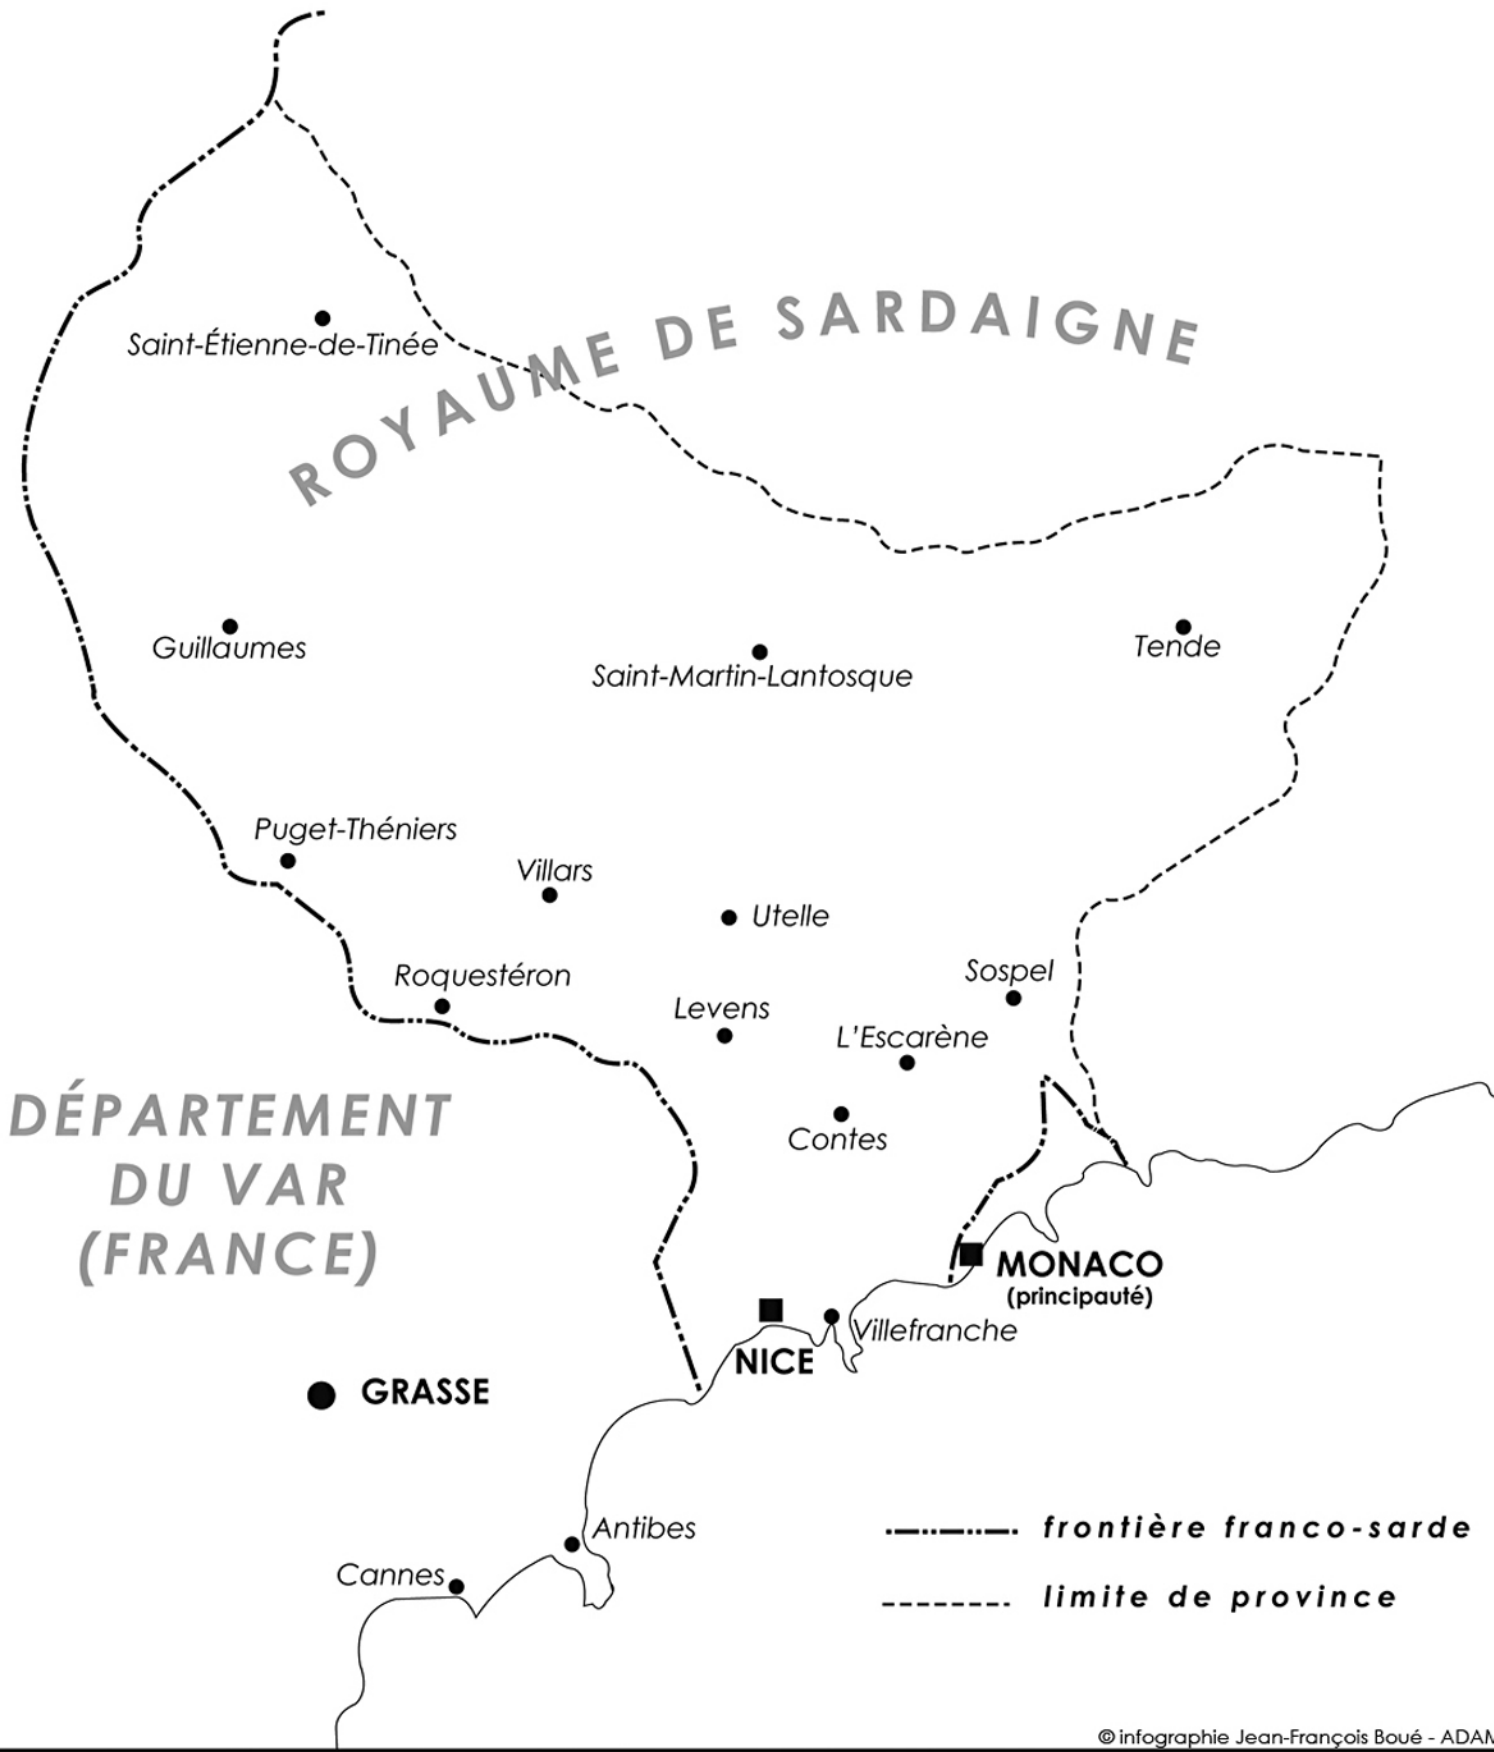 ROYAUME DE SARDAIGNE
Saint-Étienne-de-Tinée
Guillaumes
Saint-Martin-Lantosque
Tende
Puget-Théniers
Villars
Utelle
Roquestéron
Sospel
Levens
L'Escarène
Contes
DÉPARTEMENT
DU VAR
(FRANCE)
MONACO
(principauté)
Villefranche
NICE
GRASSE
Antibes
Cannes
frontière franco-sarde
limite de province
© infographie Jean-François Boué - ADAM